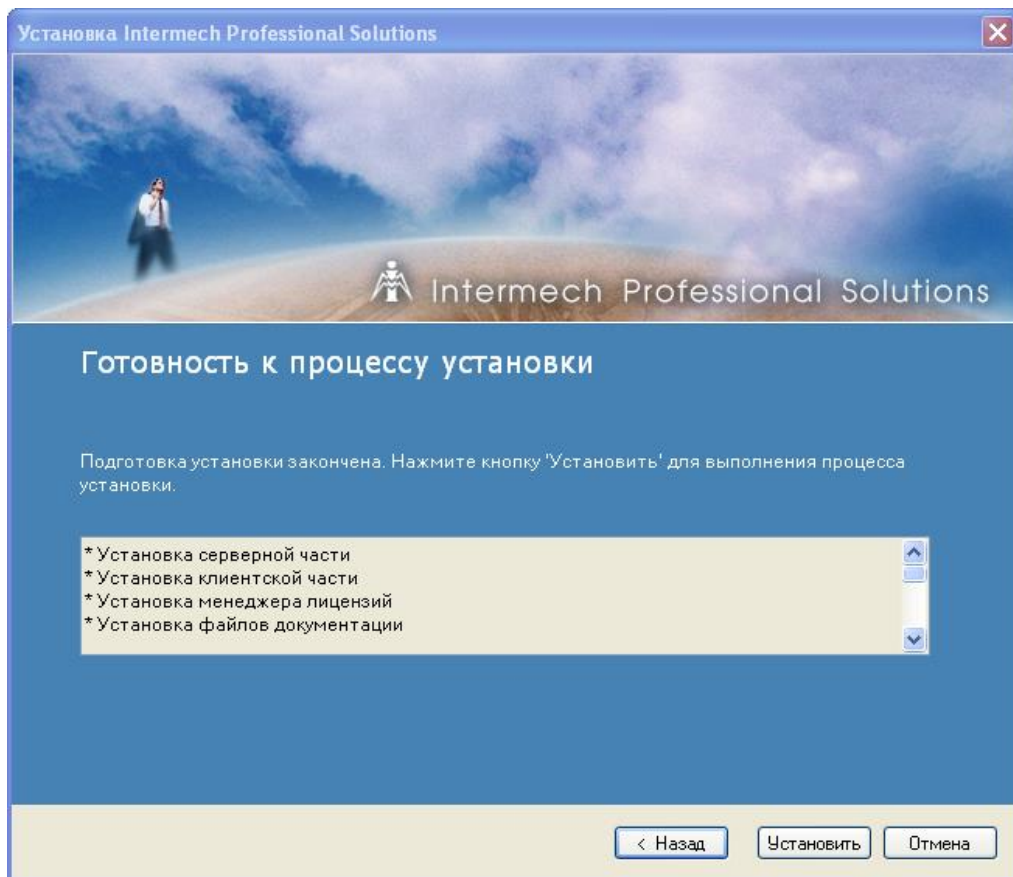 Установка Intermech Professional Solutions
Intermech Professional Solutions
Готовность к процессу установки
Подготовка установки закончена. Нажмите кнопку 'Установить' для выполнения процесса
установки.
* Установка серверной части
* Установка клиентской части
* Установка менеджера лицензий
* Установка файлов документации
< Назад
Установить
Отмена